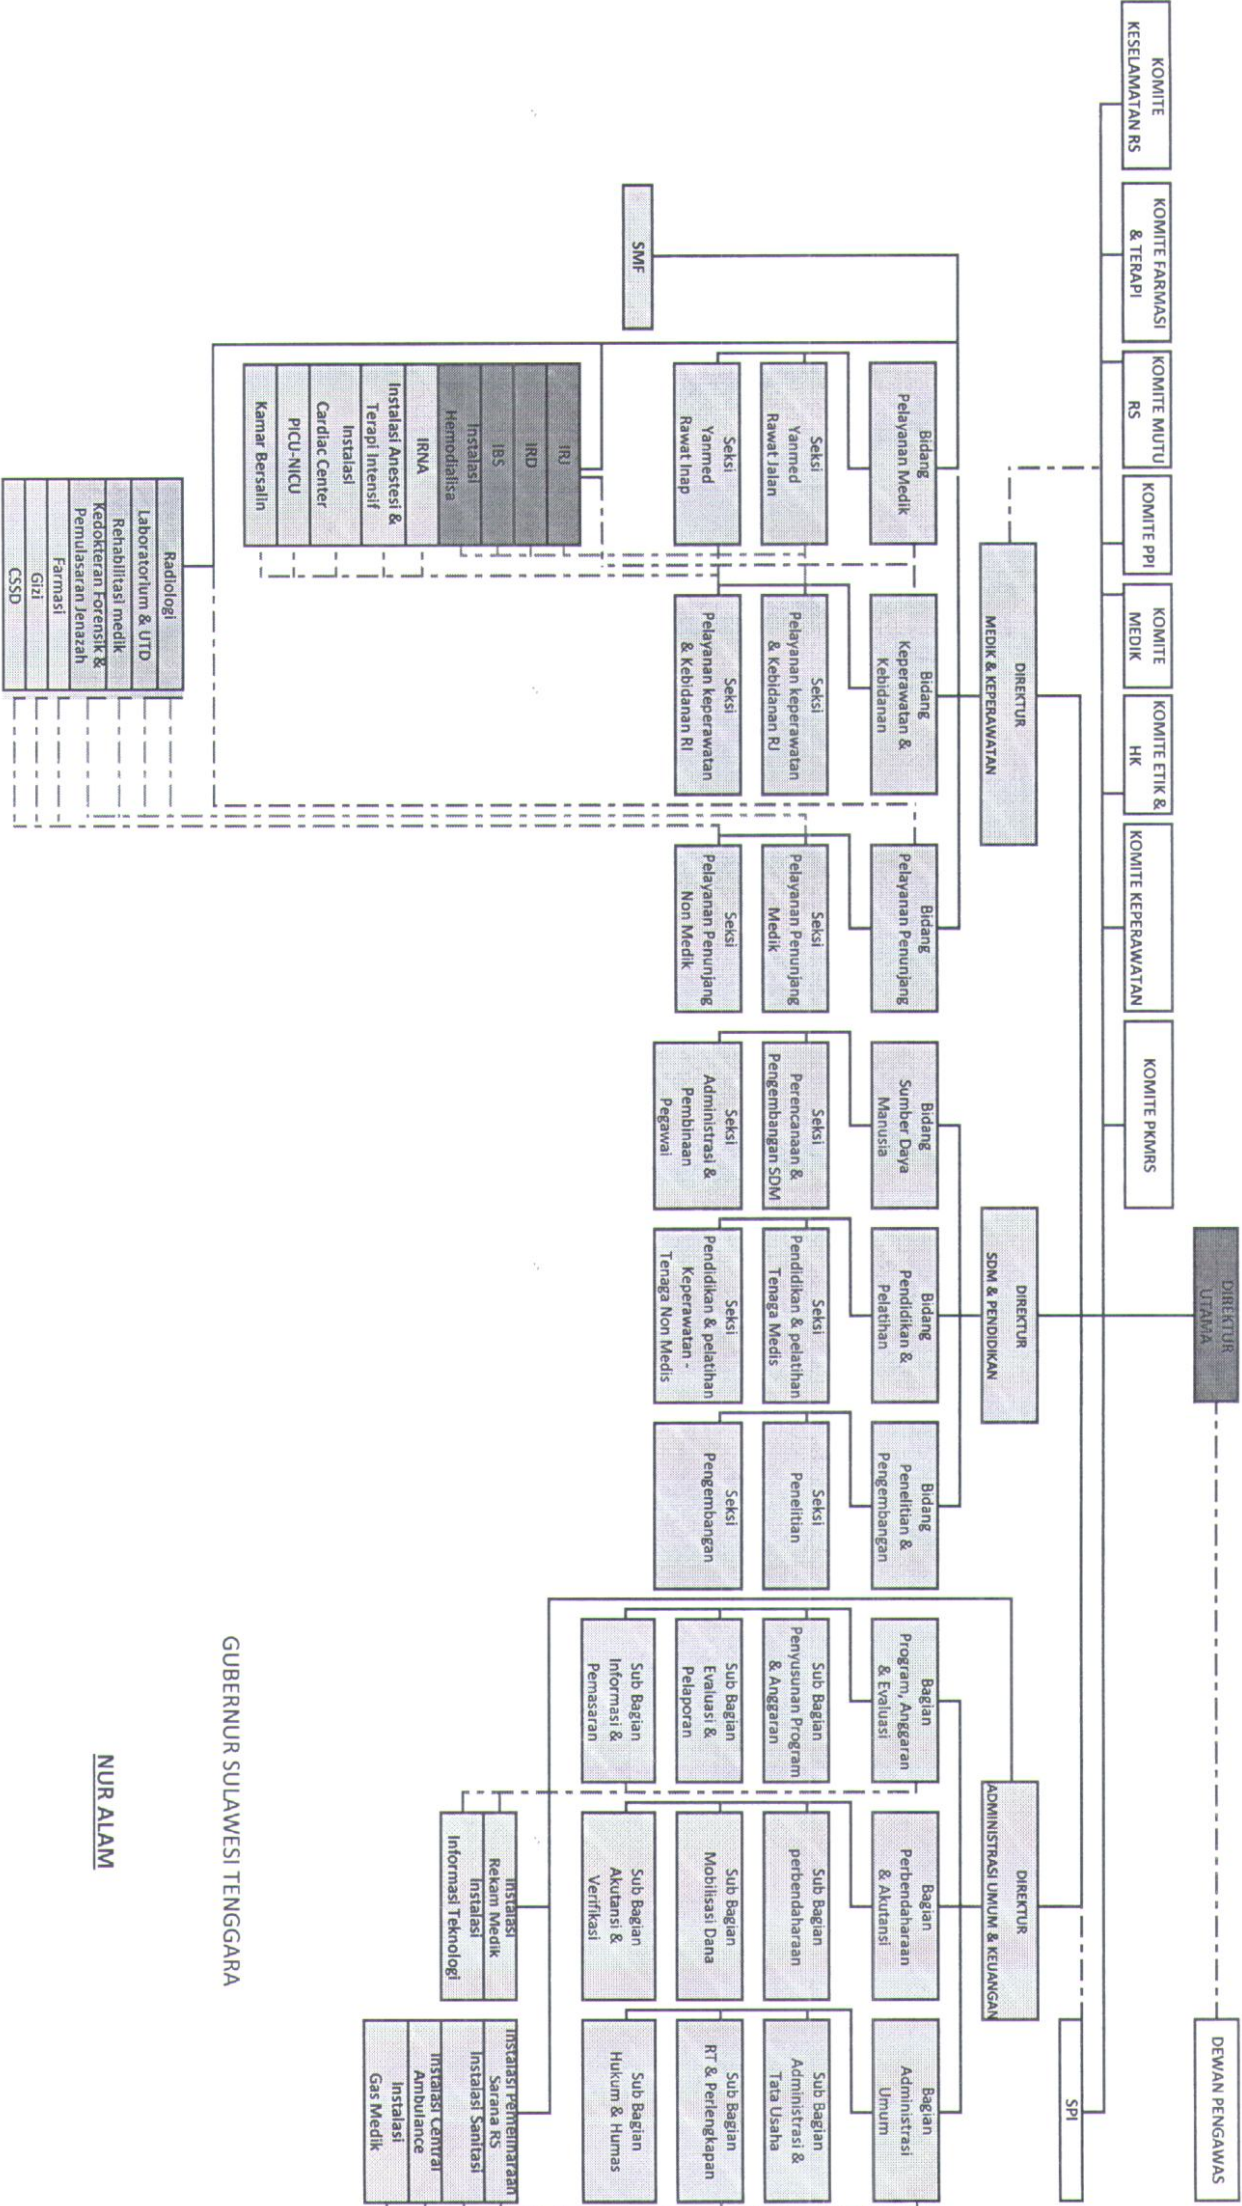 DIREKTUR
UTAMA
DEWAN PENGAWAS
KOMITE
KESELAMATAN RS
KOMITE FARMASI
& TERAPI
KOMITE MUTU
RS
KOMITE PPI
KOMITE
MEDIK
KOMITE ETIK &
HK
KOMITE KEPERAWATAN
KOMITE PKMRS
SPI
DIREKTUR
MEDIK & KEPERAWATAN
DIREKTUR
SDM & PENDIDIKAN
DIREKTUR
ADMINISTRASI UMUM & KEUANGAN
Bidang
Pelayanan Medik
Bidang
Keperawatan &
Kebidanan
Bidang
Pelayanan Penunjang
Bidang
Sumber Daya
Manusia
Bidang
Pendidikan &
Pelatihan
Bidang
Penelitian &
Pengembangan
Bagian
Program, Anggaran
& Evaluasi
Bagian
Perbendaharaan
& Akutansi
Bagian
Administrasi
Umum
Seksi
Yanmed
Rawat Jalan
Seksi
Pelayanan keperawatan
& Kebidanan RJ
Seksi
Pelayanan Penunjang
Medik
Seksi
Perencanaan &
Pengembangan SDM
Seksi
Pendidikan & pelatihan
Tenaga Medis
Seksi
Penelitian
Sub Bagian
Penyusunan Program
& Anggaran
Sub Bagian
perbendaharaan
Sub Bagian
Administrasi &
Tata Usaha
Seksi
Yanmed
Rawat Inap
Seksi
Pelayanan keperawatan
& Kebidanan RI
Seksi
Pelayanan Penunjang
Non Medik
Seksi
Administrasi &
Pembinaan
Pegawai
Seksi
Pendidikan & pelatihan
Keperawatan -
Tenaga Non Medis
Seksi
Pengembangan
Sub Bagian
Evaluasi &
Pelaporan
Sub Bagian
Mobilisasi Dana
Sub Bagian
RT & Perlengkapan
SMF
Sub Bagian
Informasi &
Pemasaran
Sub Bagian
Akutansi &
Verifikasi
Sub Bagian
Hukum & Humas
IRJ
IRD
IBS
Instalasi
Hemodialisa
IRNA
Instalasi Anestesi &
Terapi Intensif
Instalasi
Cardiac Center
PICU-NICU
Kamar Bersalin
Instalasi
Rekam Medik
Instalasi
Informasi Teknologi
Instalasi Pemeliharaan
Sarana RS
Instalasi Sanitasi
Instalasi Central
Ambulance
Instalasi
Gas Medik
Radiologi
Laboratorium & UTD
Rehabilitasi medik
Kedokteran Forensik &
Pemulasaran Jenazah
Farmasi
Gizi
CSSD
GUBERNUR SULAWESI TENGGARA
NUR ALAM